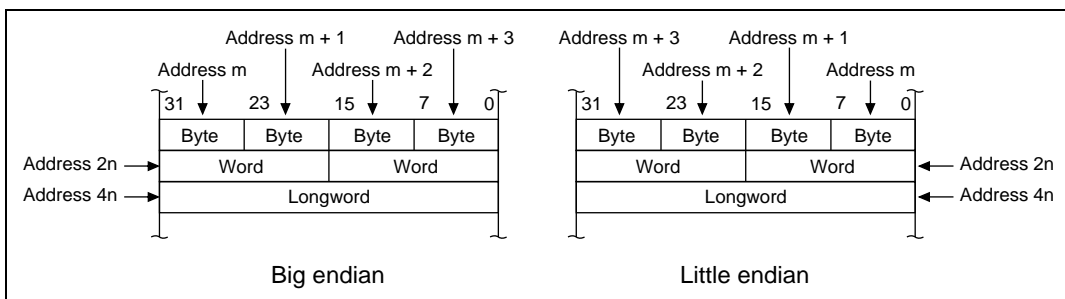 Address m + 1 Address m + 3 Address m + 3 Address m + 1
Address m Address m + 2 Address m + 2 Address m
31 23 15 7 0 31 23 15 7 0
Byte Byte Byte Byte Byte Byte Byte Byte
Address 2n Word Word Word Word Address 2n
Address 4n Longword Longword Address 4n
Big endian Little endian